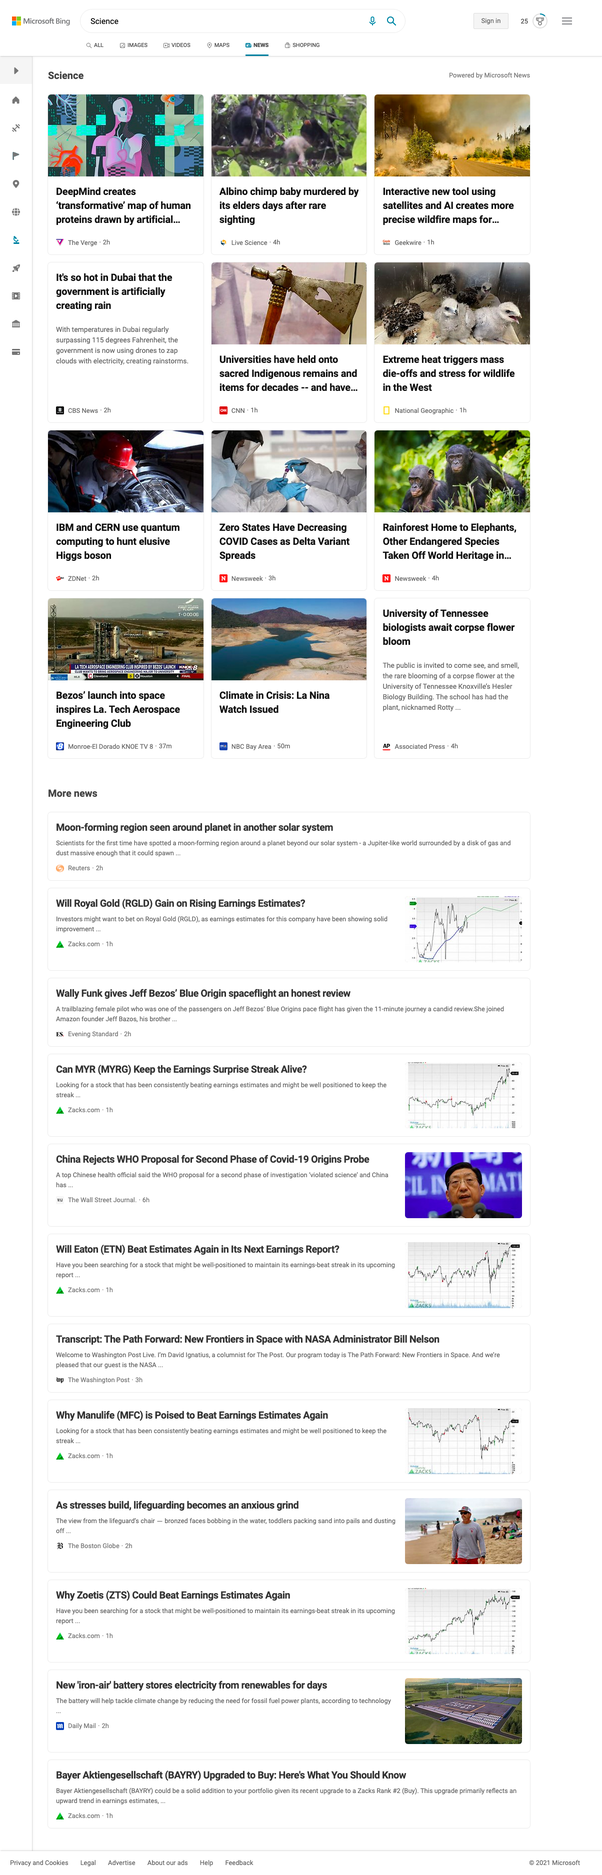 Microsoft Bing
Science
Sign in
25
ALL
IMAGES
VIDEOS
MAPS
NEWS
SHOPPING
Science
Powered by Microsoft News
DeepMind creates
'transformative' map of human
proteins drawn by artificial...
The Verge · 2h
Albino chimp baby murdered by
its elders days after rare
sighting
Live Science · 4h
Interactive new tool using
satellites and AI creates more
precise wildfire maps for...
Geekwire · 1h
It's so hot in Dubai that the
government is artificially
creating rain
With temperatures in Dubai regularly
surpassing 115 degrees Fahrenheit, the
government is now using drones to zap
clouds with electricity, creating rainstorms.
CBS News · 2h
Universities have held onto
sacred Indigenous remains and
items for decades -- and have...
CNN · 1h
Extreme heat triggers mass
die-offs and stress for wildlife
in the West
National Geographic · 1h
IBM and CERN use quantum
computing to hunt elusive
Higgs boson
ZDNet · 2h
Zero States Have Decreasing
COVID Cases as Delta Variant
Spreads
Newsweek · 3h
Rainforest Home to Elephants,
Other Endangered Species
Taken Off World Heritage in...
Newsweek · 4h
T-0:00:00
LA TECH AEROSPACE ENGINEERING CLUB INSPIRED BY BEZOS' LAUNCH
Bezos' launch into space
inspires La. Tech Aerospace
Engineering Club
Monroe-El Dorado KNOE TV 8 · 37m
Climate in Crisis: La Nina
Watch Issued
NBC Bay Area · 50m
University of Tennessee
biologists await corpse flower
bloom
The public is invited to come see, and smell,
the rare blooming of a corpse flower at the
University of Tennessee Knoxville's Hesler
Biology Building. The school has had the
plant, nicknamed Rotty ...
AP
Associated Press · 4h
More news
Moon-forming region seen around planet in another solar system
Scientists for the first time have spotted a moon-forming region around a planet beyond our solar system - a Jupiter-like world surrounded by a disk of gas and
dust massive enough that it could spawn ...
Reuters · 2h
Will Royal Gold (RGLD) Gain on Rising Earnings Estimates?
Investors might want to bet on Royal Gold (RGLD), as earnings estimates for this company have been showing solid
improvement ...
Zacks.com · 1h
Wally Funk gives Jeff Bezos' Blue Origin spaceflight an honest review
A trailblazing female pilot who was one of the passengers on Jeff Bezos' Blue Origins pace flight has given the 11-minute journey a candid review.She joined
Amazon founder Jeff Bezos, his brother ...
ES.
Evening Standard · 2h
Can MYR (MYRG) Keep the Earnings Surprise Streak Alive?
Looking for a stock that has been consistently beating earnings estimates and might be well positioned to keep the
streak ...
Zacks.com · 1h
China Rejects WHO Proposal for Second Phase of Covid-19 Origins Probe
A top Chinese health official said the WHO proposal for a second phase of investigation 'violated science' and China
has ...
The Wall Street Journal. · 6h
Will Eaton (ETN) Beat Estimates Again in Its Next Earnings Report?
Have you been searching for a stock that might be well-positioned to maintain its earnings-beat streak in its upcoming
report ...
Zacks.com · 1h
ZACKS
Transcript: The Path Forward: New Frontiers in Space with NASA Administrator Bill Nelson
Welcome to Washington Post Live. I'm David Ignatius, a columnist for The Post. Our program today is The Path Forward: New Frontiers in Space. And we're
pleased that our guest is the NASA ...
wp
The Washington Post · 3h
Why Manulife (MFC) is Poised to Beat Earnings Estimates Again
Looking for a stock that has been consistently beating earnings estimates and might be well positioned to keep the
streak ...
Zacks.com · 1h
ZACKS
As stresses build, lifeguarding becomes an anxious grind
The view from the lifeguard's chair — bronzed faces bobbing in the water, toddlers packing sand into pails and dusting
off ...
The Boston Globe · 2h
Why Zoetis (ZTS) Could Beat Earnings Estimates Again
Have you been searching for a stock that might be well-positioned to maintain its earnings-beat streak in its upcoming
report ...
Zacks.com · 1h
New 'iron-air' battery stores electricity from renewables for days
The battery will help tackle climate change by reducing the need for fossil fuel power plants, according to technology
...
Daily Mail · 2h
Bayer Aktiengesellschaft (BAYRY) Upgraded to Buy: Here's What You Should Know
Bayer Aktiengesellschaft (BAYRY) could be a solid addition to your portfolio given its recent upgrade to a Zacks Rank #2 (Buy). This upgrade primarily reflects an
upward trend in earnings estimates, ...
Zacks.com · 1h
Privacy and Cookies
Legal
Advertise
About our ads
Help
Feedback
© 2021 Microsoft